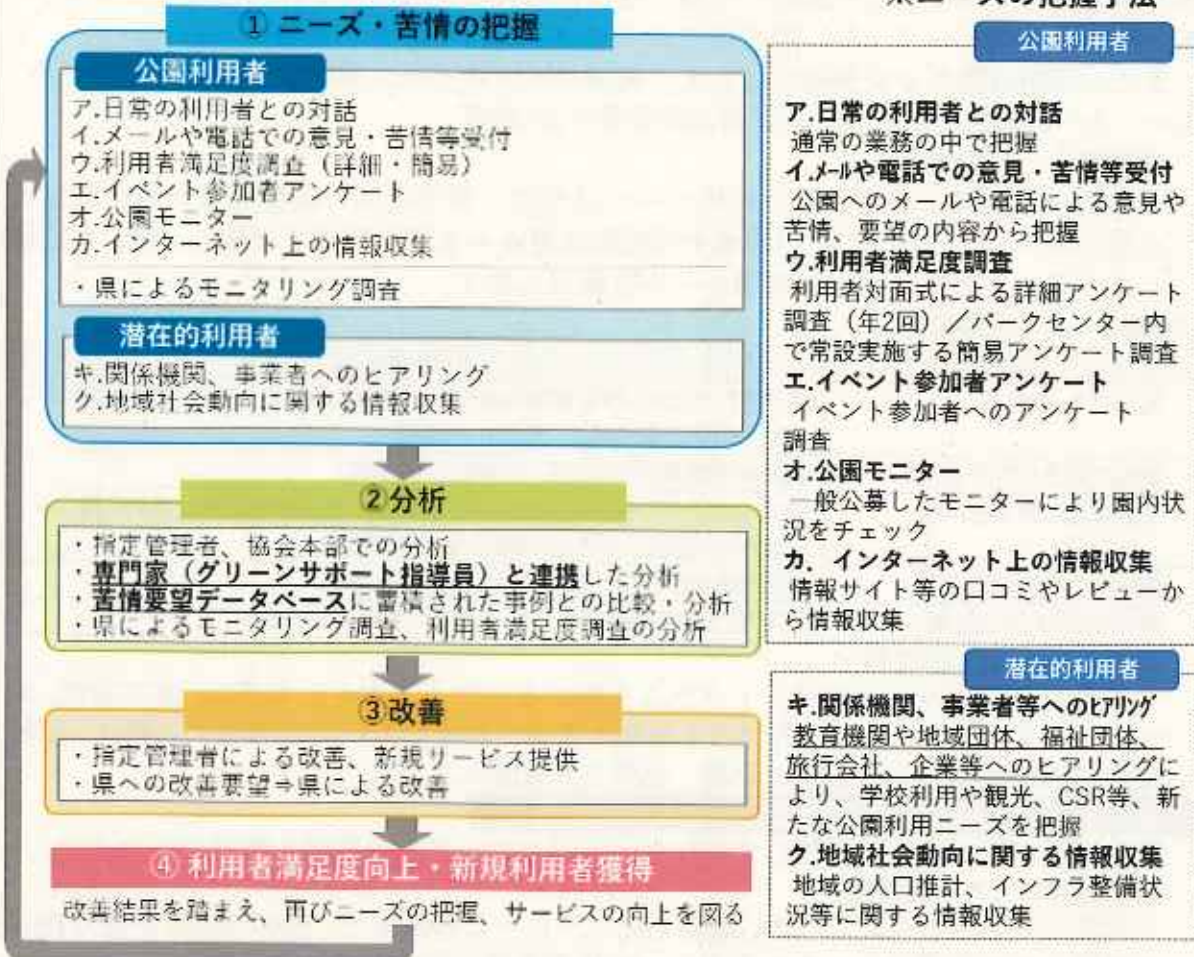 ※ニーズの把握手法
① ニーズ・苦情の把握
公園利用者
ア.日常の利用者との対話
イ.メールや電話での意見・苦情等受付
ウ.利用者満足度調査（詳細・簡易）
エ.イベント参加者アンケート
オ.公園モニター
カ.インターネット上の情報収集
・県によるモニタリング調査
潜在的利用者
キ.関係機関、事業者へのヒアリング
ク.地域社会動向に関する情報収集
②分析
・指定管理者、協会本部での分析
・専門家（グリーンサポート指導員）と連携した分析
・苦情要望データベースに蓄積された事例との比較・分析
・県によるモニタリング調査、利用者満足度調査の分析
③改善
・指定管理者による改善、新規サービス提供
・県への改善要望⇒県による改善
④ 利用者満足度向上・新規利用者獲得
改善結果を踏まえ、再びニーズの把握、サービスの向上を図る
公園利用者
ア.日常の利用者との対話
通常の業務の中で把握
イ.メールや電話での意見・苦情等受付
公園へのメールや電話による意見や
苦情、要望の内容から把握
ウ.利用者満足度調査
利用者対面式による詳細アンケート
調査（年2回）／パークセンター内
で常設実施する簡易アンケート調査
エ.イベント参加者アンケート
イベント参加者へのアンケート
調査
オ.公園モニター
一般公募したモニターにより園内状
況をチェック
カ. インターネット上の情報収集
情報サイト等の口コミやレビューか
ら情報収集
潜在的利用者
キ.関係機関、事業者等へのヒアリング
教育機関や地域団体、福祉団体、
旅行会社、企業等へのヒアリングに
より、学校利用や観光、CSR等、新
たな公園利用ニーズを把握
ク.地域社会動向に関する情報収集
地域の人口推計、インフラ整備状
況等に関する情報収集